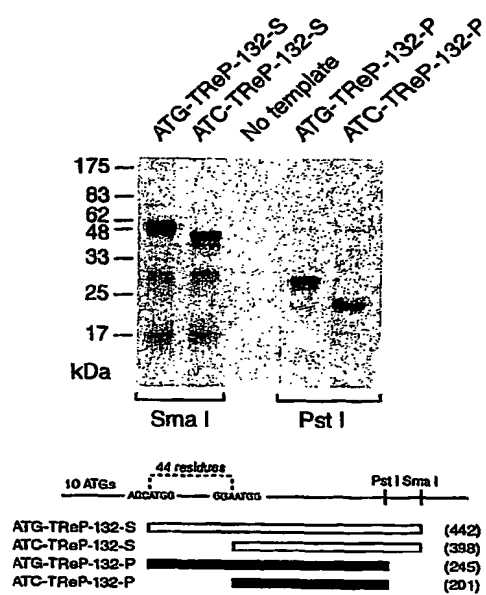 ATG-TReP-132-S
ATC-TReP-132-S
No template
ATG-TReP-132-P
ATC-TReP-132-P
175
83
62
48
33
25
17
kDa
Sma I
Pst I
44 residues
10 ATGs
AGCATGG
GGAATGG
Pst I Sma I
ATG-TReP-132-S (442)
ATC-TReP-132-S (398)
ATG-TReP-132-P (245)
ATC-TReP-132-P (201)